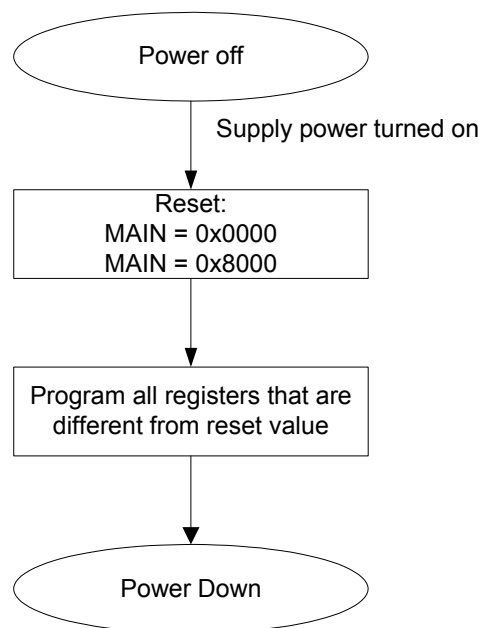 Power off
Supply power turned on
Reset:
MAIN = 0x0000
MAIN = 0x8000
Program all registers that are
different from reset value
Power Down